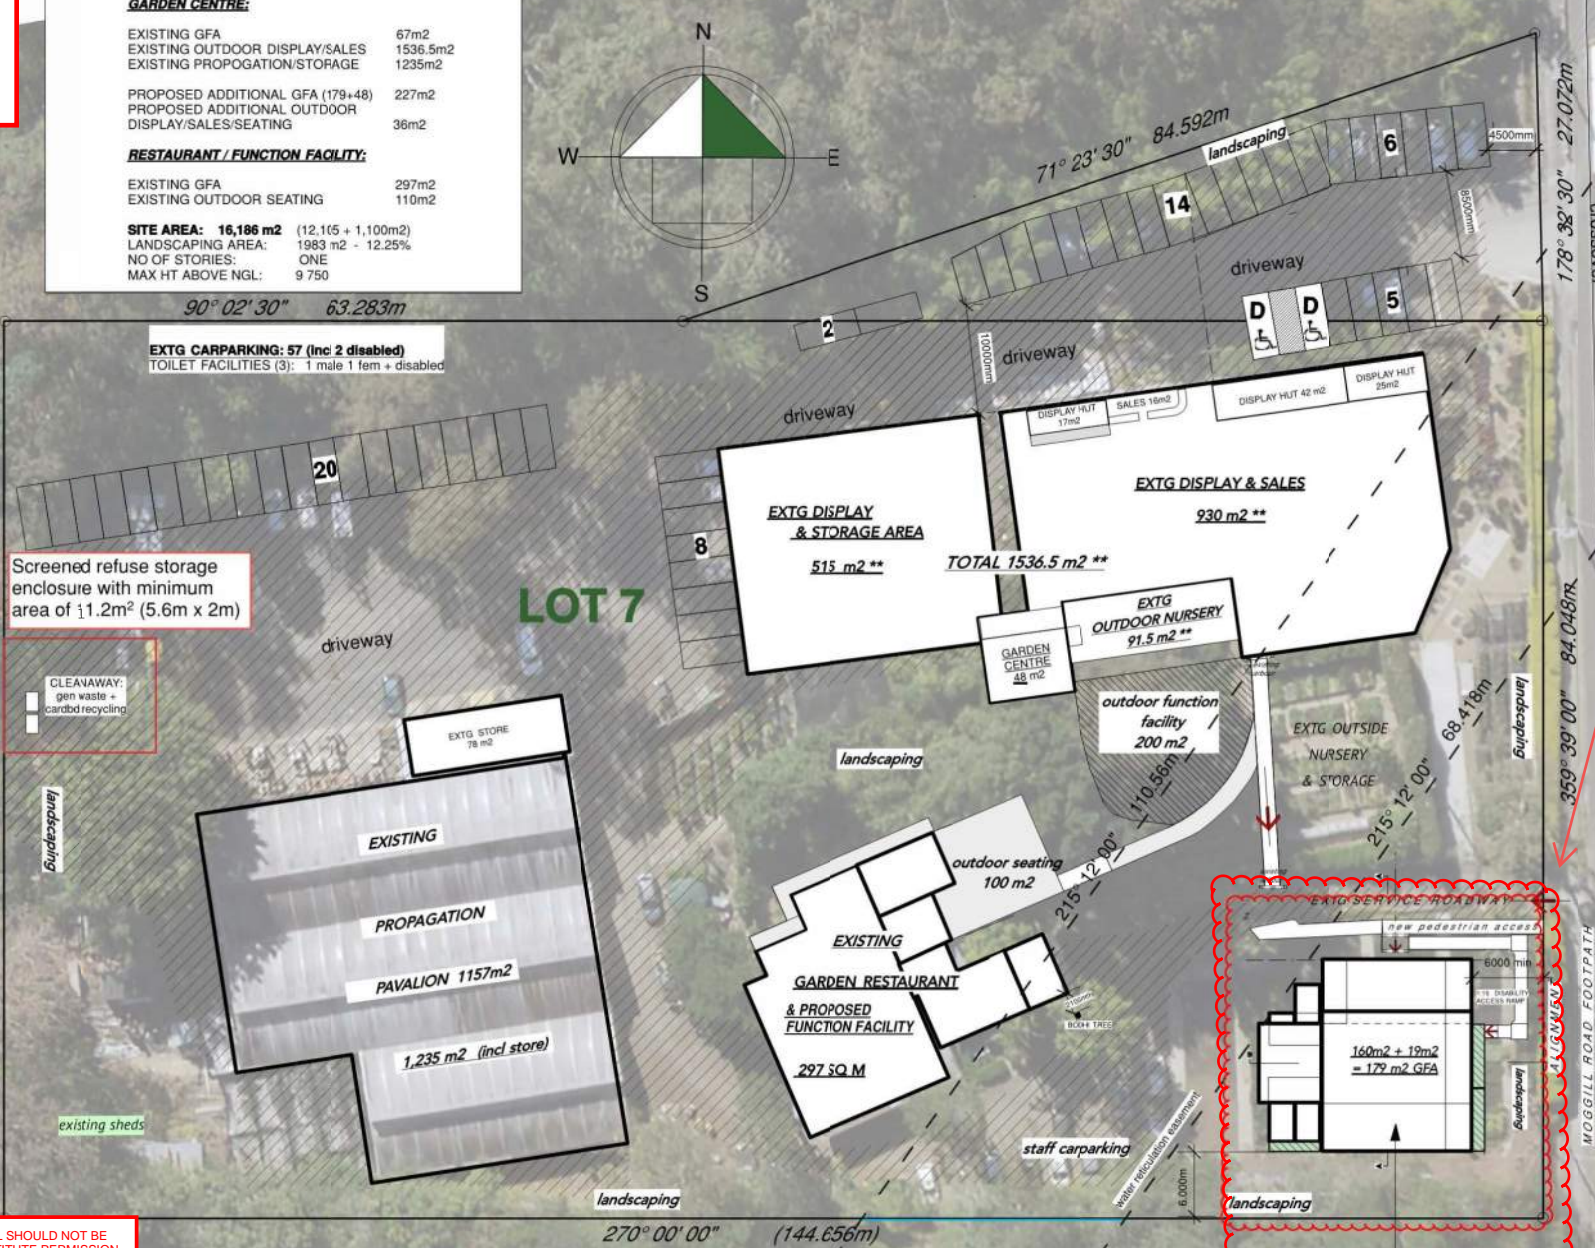 GARDEN CENTRE:
EXISTING GFA 67m2
EXISTING OUTDOOR DISPLAY/SALES 1536.5m2
EXISTING PROPOGATION/STORAGE 1235m2
PROPOSED ADDITIONAL GFA (179+48) 227m2
PROPOSED ADDITIONAL OUTDOOR
DISPLAY/SALES/SEATING 36m2
RESTAURANT / FUNCTION FACILITY:
EXISTING GFA 297m2
EXISTING OUTDOOR SEATING 110m2
SITE AREA: 16,186 m2 (12,105 + 1,100m2)
LANDSCAPING AREA: 1983 m2 - 12.25%
NO OF STORIES: ONE
MAX HT ABOVE NGL: 9 750
N
W
E
S
71° 23' 30" 84.592m
landscaping
6
4500mm
178° 32' 30" 27.072m
14
8500mm
driveway
5
D
D
90° 02' 30" 63.283m
2
EXTG CARPARKING: 57 (incl 2 disabled)
TOILET FACILITIES (3): 1 male 1 fem + disabled
10000mm
driveway
driveway
DISPLAY HUT
17m2
SALES 16m2
DISPLAY HUT 42 m2
DISPLAY HUT
25m2
20
8
EXTG DISPLAY
& STORAGE AREA
515 m2 **
EXTG DISPLAY & SALES
930 m2 **
TOTAL 1536.5 m2 **
Screened refuse storage
enclosure with minimum
area of 11.2m² (5.6m x 2m)
LOT 7
driveway
EXTG
OUTDOOR NURSERY
91.5 m2 **
GARDEN
CENTRE
48 m2
359° 39' 00" 84.048m
CLEANAWAY:
gen waste +
cardbd recycling
EXTG STORE
78 m2
outdoor function
facility
200 m2
EXTG OUTSIDE
NURSERY
& STORAGE
68.418m
215° 12' 00"
landscaping
landscaping
landscaping
110.56m
215° 12' 00"
EXISTING
PROPAGATION
PAVALION 1157m2
1,235 m2 (incl store)
outdoor seating
100 m2
EXISTING
GARDEN RESTAURANT
& PROPOSED
FUNCTION FACILITY
297 SQ M
2100mm
BODHI TREE
EXTG SERVICE ROADWAY
new pedestrian access
6000 min
1:16 DISABILITY
ACCESS RAMP
ALIGNMENT
MOGGILL ROAD FOOTPATH
160m2 + 19m2
= 179 m2 GFA
landscaping
A
A
existing sheds
staff carparking
water reticulation easement
6.000m
landscaping
landscaping
270° 00' 00" (144.656m)
SHOULD NOT BE